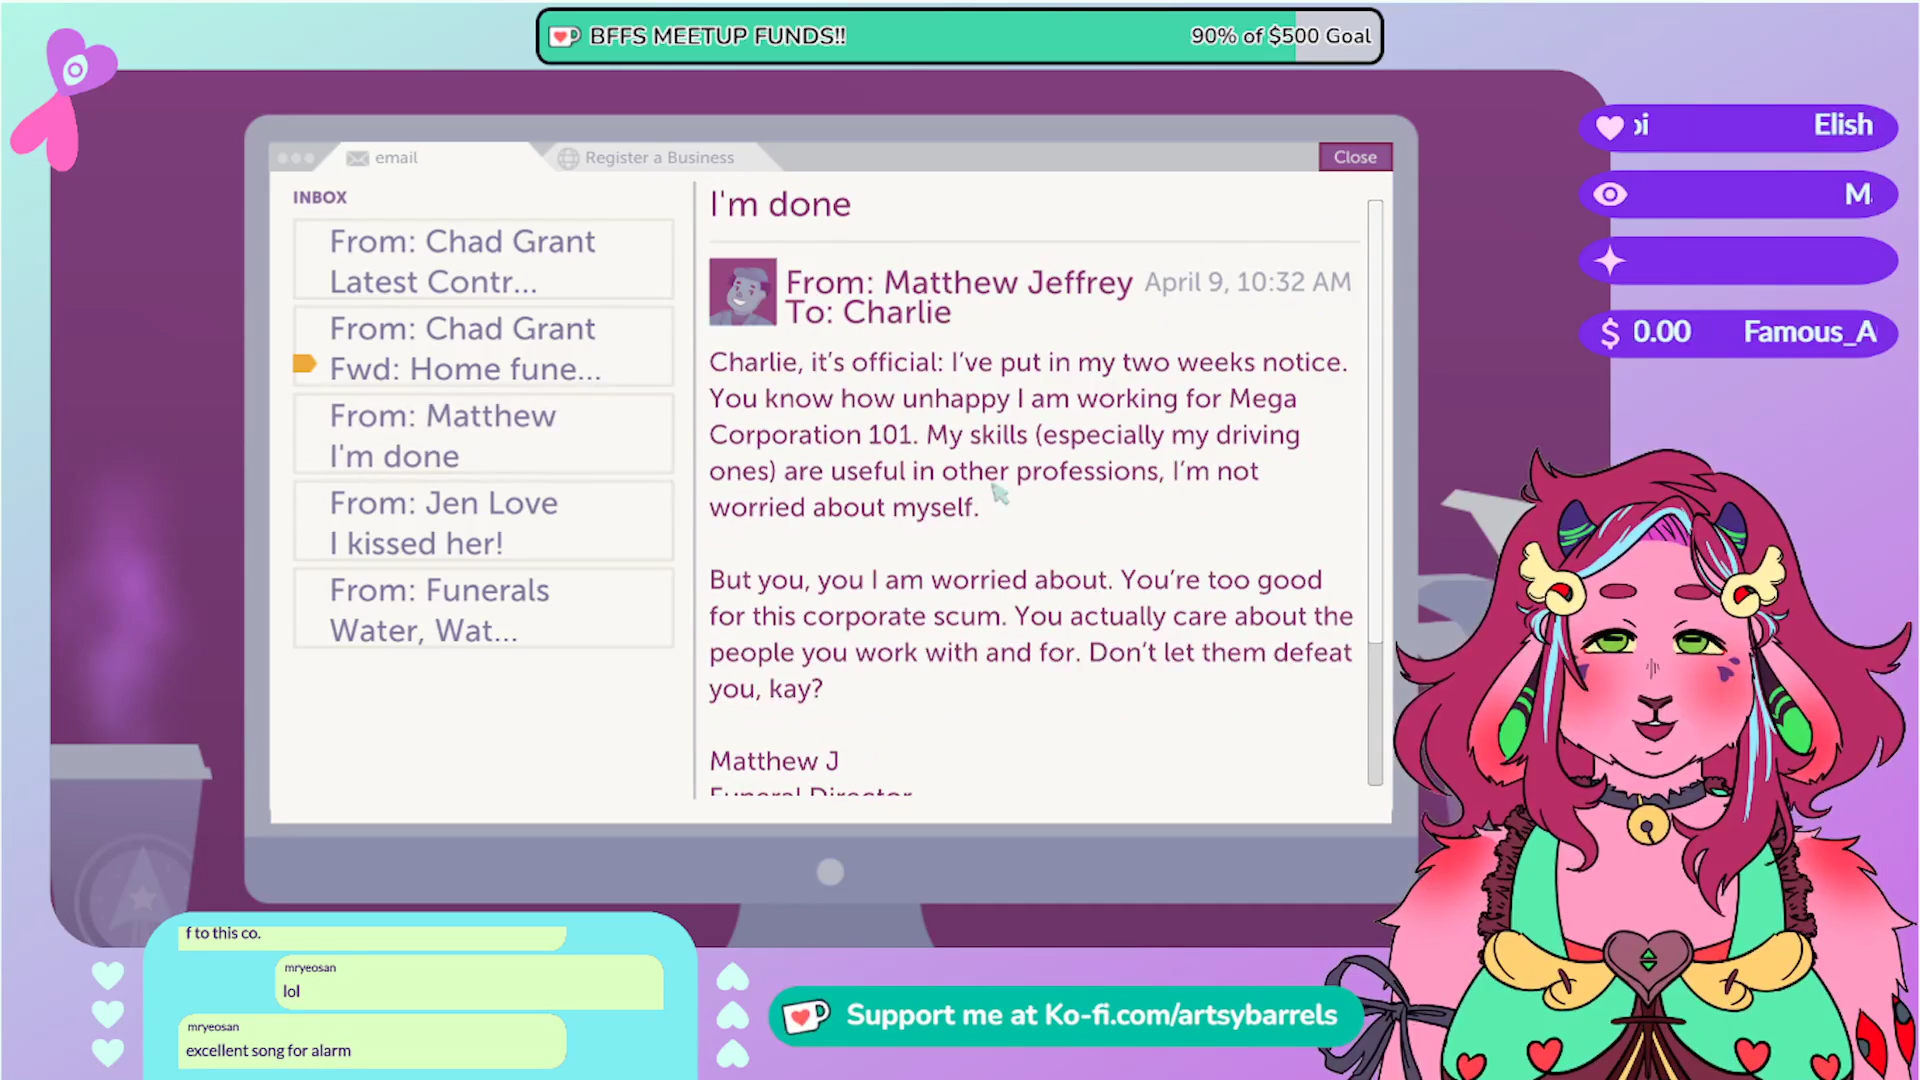 BFFS MEETUP FUNDS!!
90% of $500 Goal
email
Register a Business
Close
INBOX
From: Chad Grant
Latest Contr...
From: Chad Grant
Fwd: Home fune...
From: Matthew
I'm done
From: Jen Love
I kissed her!
From: Funerals
Water, Wat...
I'm done
From: Matthew Jeffrey
April 9, 10:32 AM
To: Charlie
Charlie, it's official: I've put in my two weeks notice.
You know how unhappy I am working for Mega
Corporation 101. My skills (especially my driving
ones) are useful in other professions, I'm not
worried about myself.
But you, you I am worried about. You're too good
for this corporate scum. You actually care about the
people you work with and for. Don't let them defeat
you, kay?
Matthew J
Funeral Director
Elish
M
$ 0.00 Famous_A
f to this co.
mryeosan
lol
mryeosan
excellent song for alarm
Support me at Ko-fi.com/artsybarrels